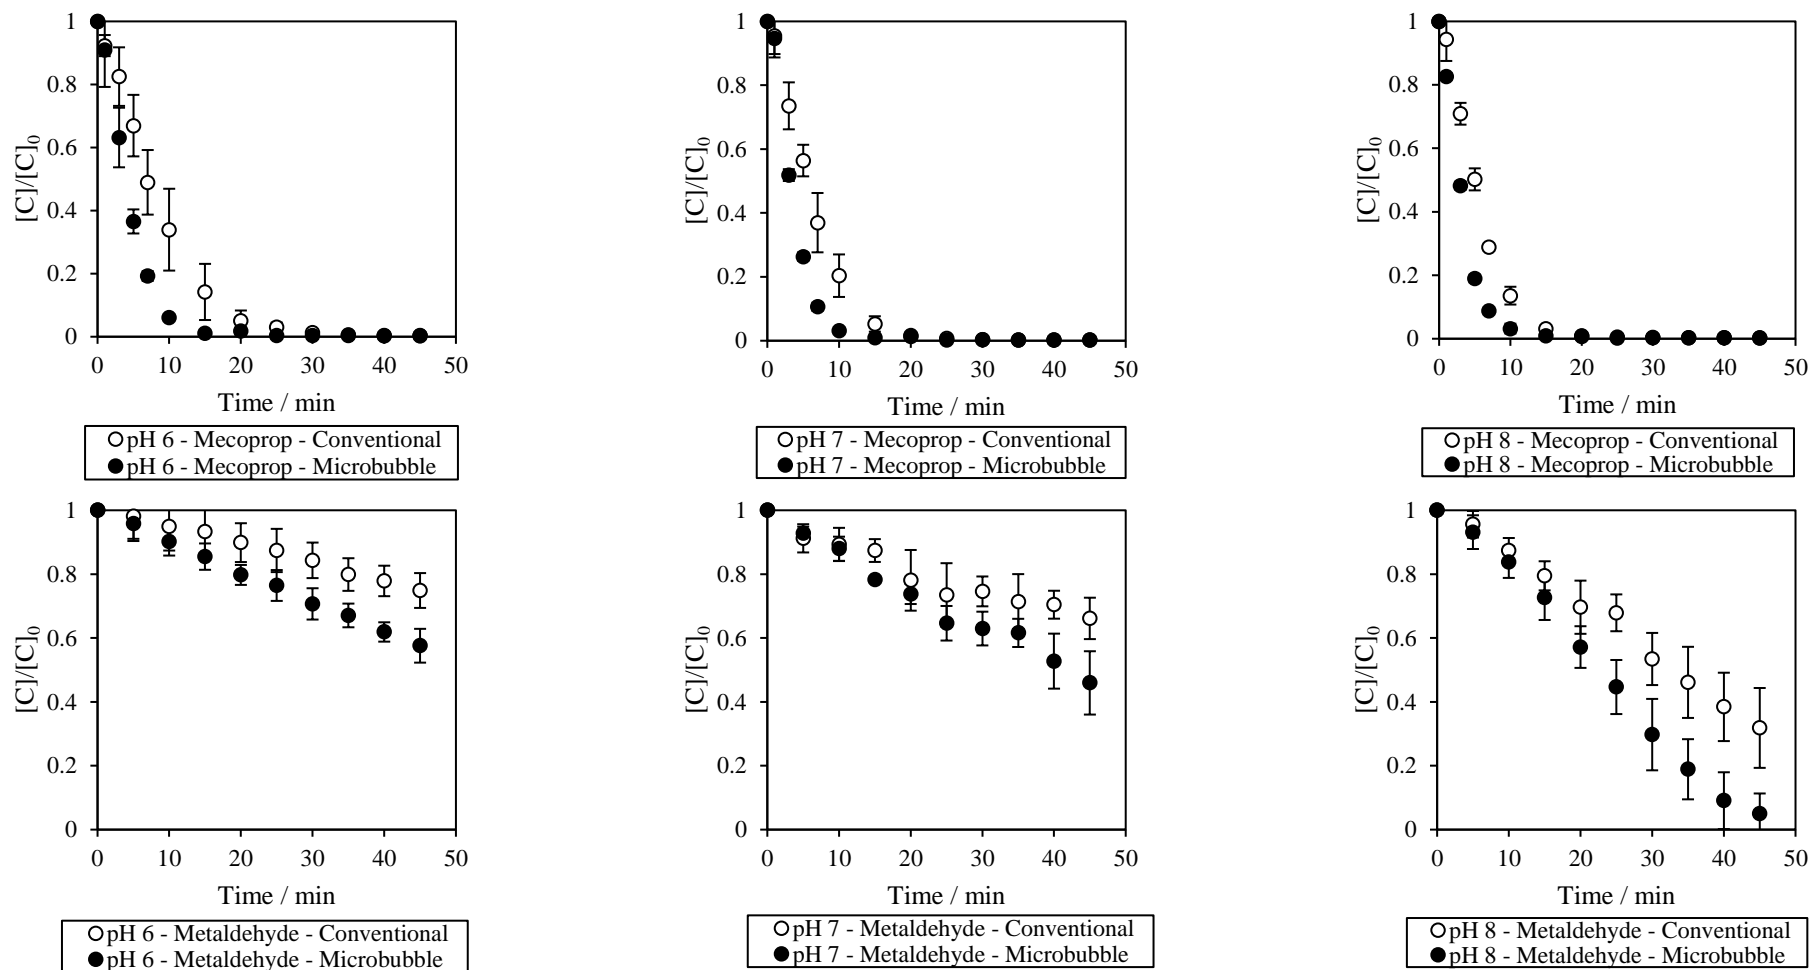 1
0.8
0.6
0.4
0.2
0
[C]/[C]₀
0 10 20 30 40 50
Time / min
pH 6 - Mecoprop - Conventional
pH 6 - Mecoprop - Microbubble
1
0.8
0.6
0.4
0.2
0
[C]/[C]₀
0 10 20 30 40 50
Time / min
pH 7 - Mecoprop - Conventional
pH 7 - Mecoprop - Microbubble
1
0.8
0.6
0.4
0.2
0
[C]/[C]₀
0 10 20 30 40 50
Time / min
pH 8 - Mecoprop - Conventional
pH 8 - Mecoprop - Microbubble
1
0.8
0.6
0.4
0.2
0
[C]/[C]₀
0 10 20 30 40 50
Time / min
pH 6 - Metaldehyde - Conventional
pH 6 - Metaldehyde - Microbubble
1
0.8
0.6
0.4
0.2
0
[C]/[C]₀
0 10 20 30 40 50
Time / min
pH 7 - Metaldehyde - Conventional
pH 7 - Metaldehyde - Microbubble
1
0.8
0.6
0.4
0.2
0
[C]/[C]₀
0 10 20 30 40 50
Time / min
pH 8 - Metaldehyde - Conventional
pH 8 - Metaldehyde - Microbubble